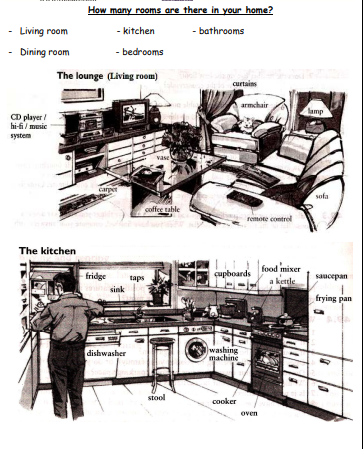 How many rooms are there in your home?
- Living room - kitchen - bathrooms
- Dining room - bedrooms
The lounge (Living room)
curtains
armchair
lamp
CD player /
hi-fi / music
system
vase
carpet
coffee table
sofa
remote control
The kitchen
fridge
taps
sink
cupboards
food mixer
a kettle
saucepan
frying pan
dishwasher
washing
machine
stool
cooker
oven